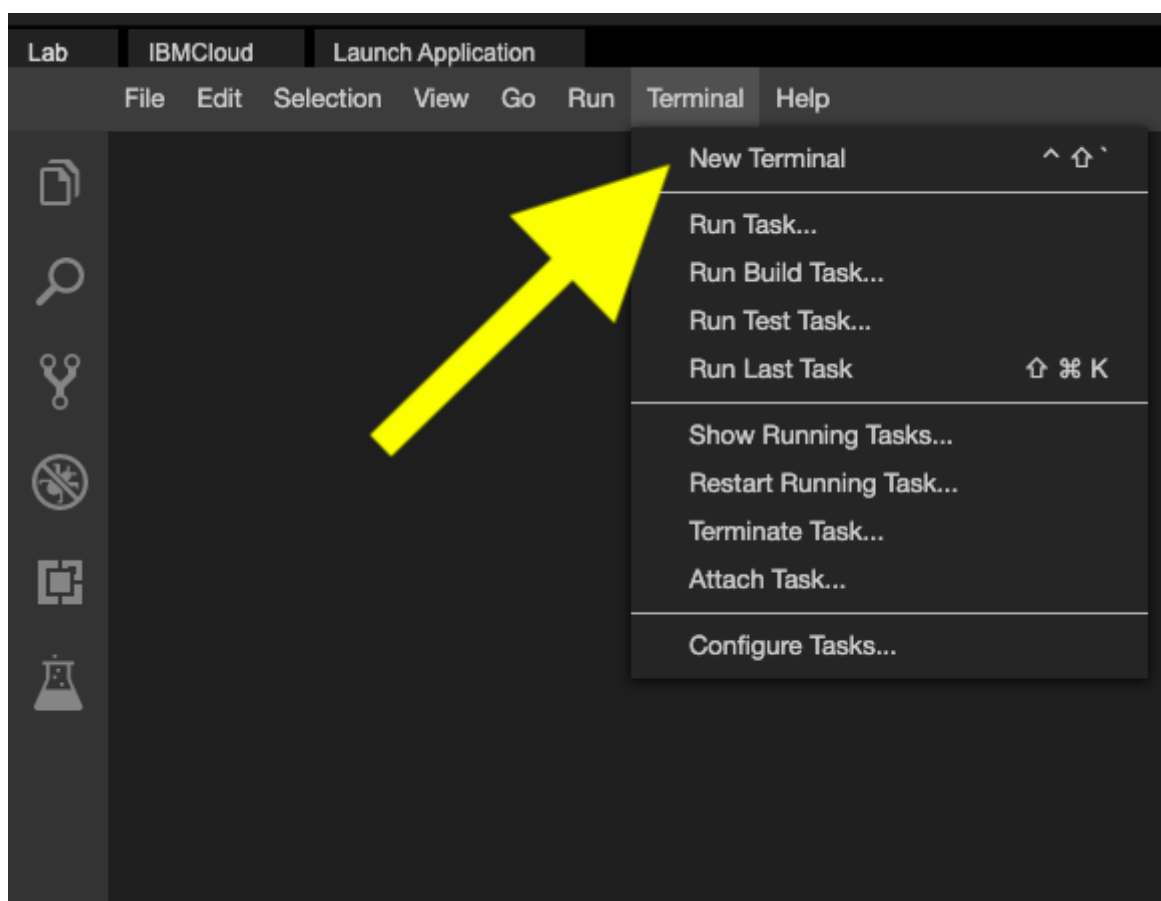 Lab IBMCloud Launch Application
File Edit Selection View Go Run Terminal Help
New Terminal ^ ⇧ `
Run Task...
Run Build Task...
Run Test Task...
Run Last Task ⇧ ⌘ K
Show Running Tasks...
Restart Running Task...
Terminate Task...
Attach Task...
Configure Tasks...